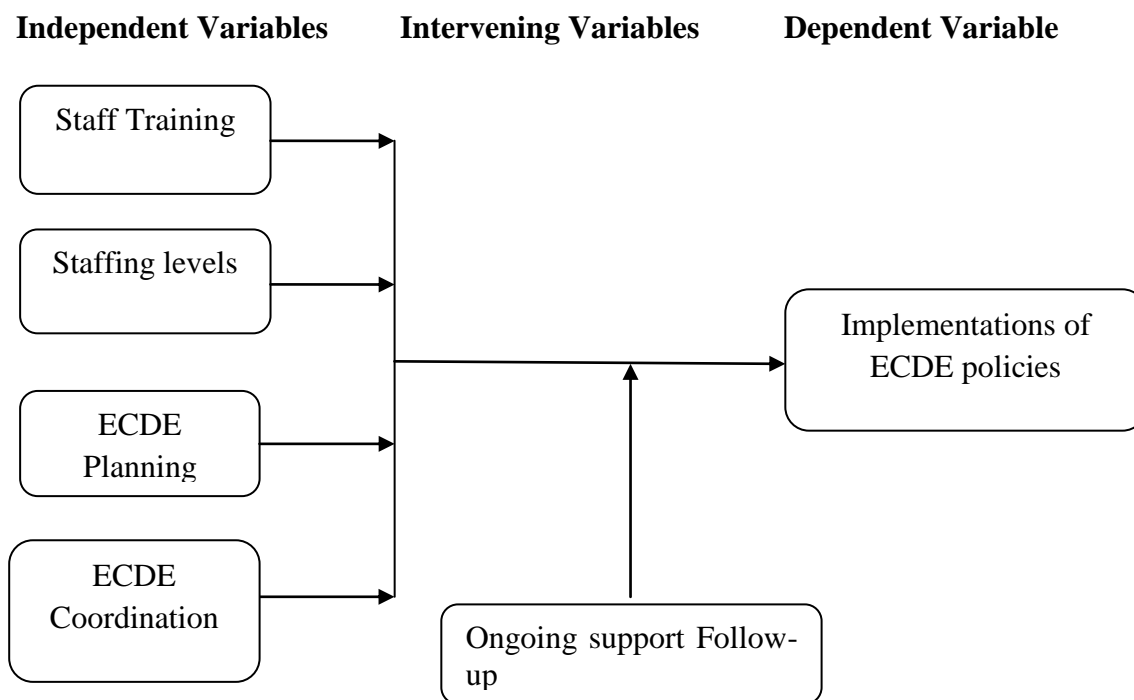 Independent Variables Intervening Variables Dependent Variable
Staff Training
Staffing levels
ECDE
Planning
ECDE
Coordination
Implementations of
ECDE policies
Ongoing support Follow-
up